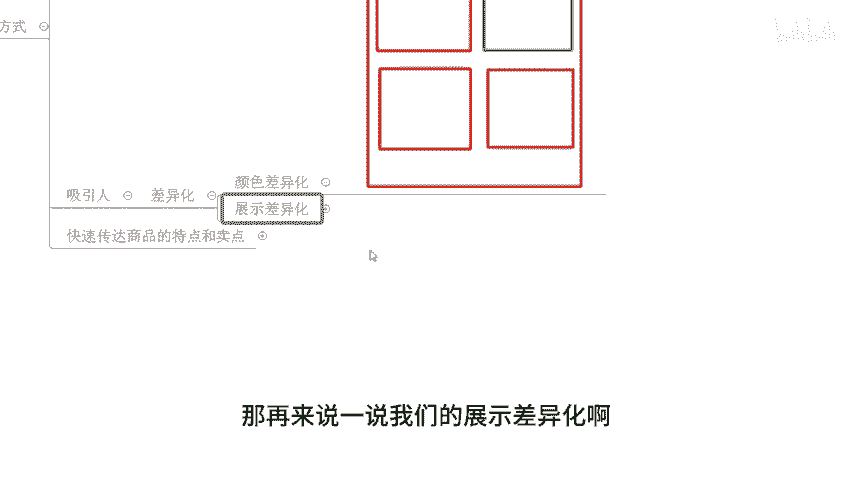 方式
颜色差异化
吸引人 差异化
展示差异化
快速传达商品的特点和卖点
那再来说一说我们的展示差异化啊